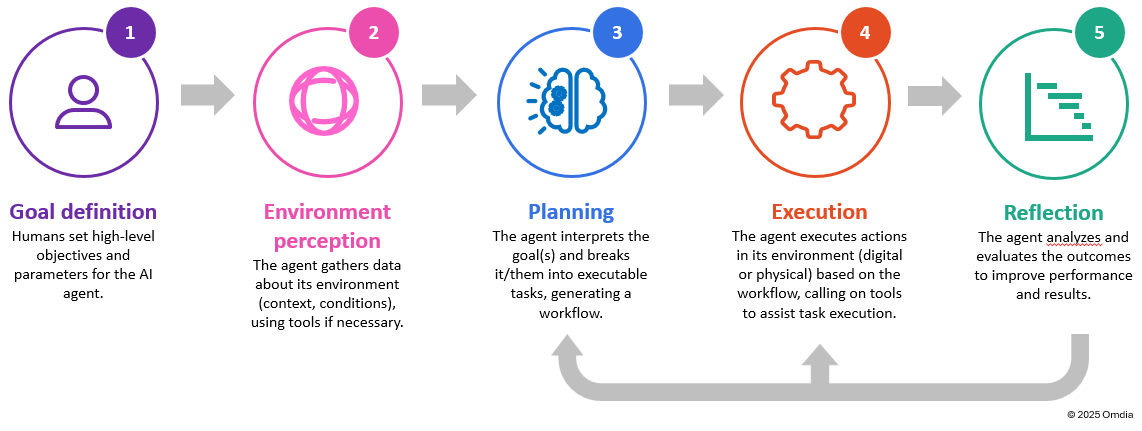 1
Goal definition
Humans set high-level
objectives and
parameters for the AI
agent.
2
Environment
perception
The agent gathers data
about its environment
(context, conditions),
using tools if necessary.
3
Planning
The agent interprets the
goal(s) and breaks
it/them into executable
tasks, generating a
workflow.
4
Execution
The agent executes actions
in its environment (digital
or physical) based on the
workflow, calling on tools
to assist task execution.
5
Reflection
The agent analyzes and
evaluates the outcomes
to improve performance
and results.
© 2025 Omdia